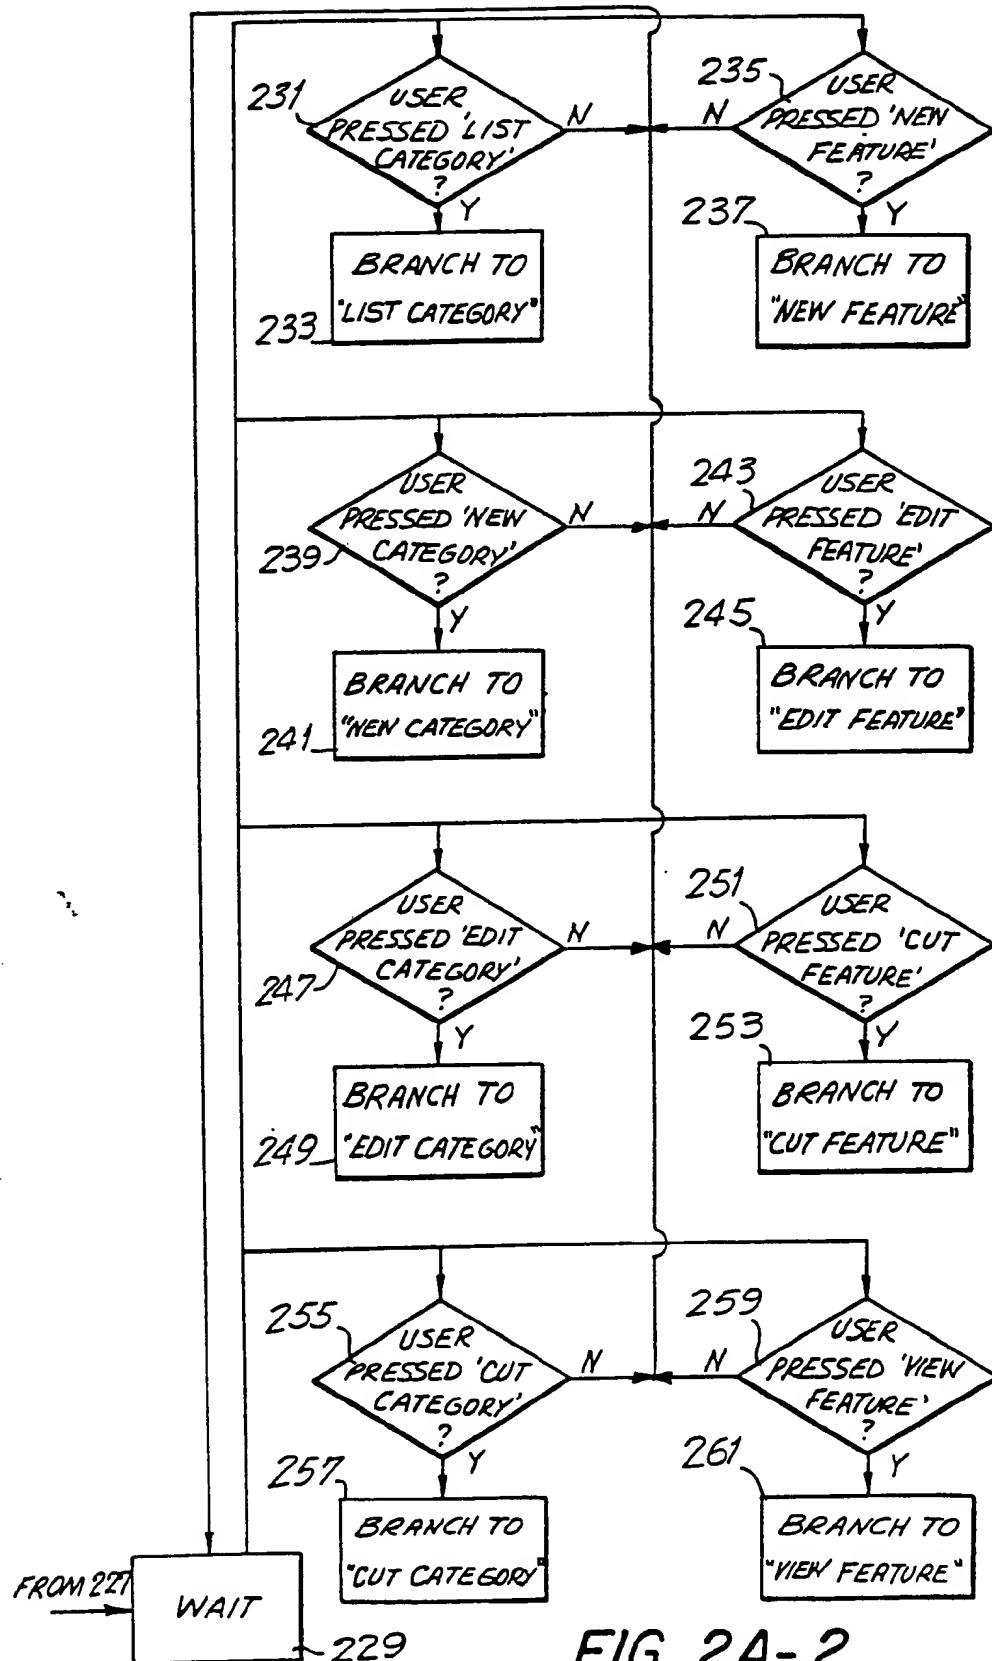 231
USER
PRESSED 'LIST
CATEGORY'
?
N
Y
BRANCH TO
"LIST CATEGORY"
233
235
USER
PRESSED 'NEW
FEATURE'
?
N
Y
237
BRANCH TO
"NEW FEATURE"
239
USER
PRESSED 'NEW
CATEGORY'
?
N
Y
BRANCH TO
"NEW CATEGORY"
241
243
USER
PRESSED 'EDIT
FEATURE'
?
N
Y
245
BRANCH TO
"EDIT FEATURE"
247
USER
PRESSED 'EDIT
CATEGORY'
?
N
Y
BRANCH TO
"EDIT CATEGORY"
249
251
USER
PRESSED 'CUT
FEATURE'
?
N
Y
253
BRANCH TO
"CUT FEATURE"
255
USER
PRESSED 'CUT
CATEGORY'
?
N
Y
257
BRANCH TO
"CUT CATEGORY"
259
USER
PRESSED 'VIEW
FEATURE'
?
N
Y
261
BRANCH TO
"VIEW FEATURE"
FROM 227
WAIT
229
FIG. 2A-2